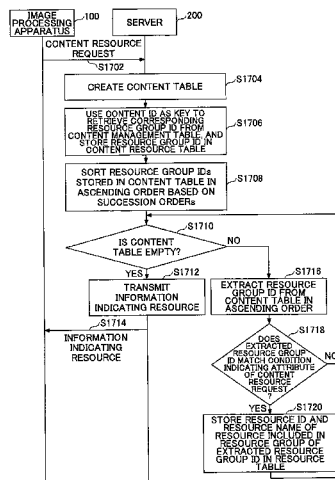 IMAGE
PROCESSING
APPARATUS
100
SERVER
200
CONTENT RESOURCE
REQUEST
S1702
S1704
CREATE CONTENT TABLE
S1706
USE CONTENT ID AS KEY TO
RETRIEVE CORRESPONDING
RESOURCE GROUP ID FROM
CONTENT MANAGEMENT TABLE, AND
STORE RESOURCE GROUP ID IN
CONTENT RESOURCE TABLE
S1708
SORT RESOURCE GROUP IDs
STORED IN CONTENT TABLE IN
ASCENDING ORDER BASED ON
SUCCESSION ORDERs
S1710
IS CONTENT
TABLE EMPTY?
NO
YES
S1712
TRANSMIT
INFORMATION
INDICATING RESOURCE
S1716
EXTRACT RESOURCE
GROUP ID FROM
CONTENT TABLE IN
ASCENDING ORDER
S1714
INFORMATION
INDICATING
RESOURCE
S1718
DOES
EXTRACTED
RESOURCE GROUP
ID MATCH CONDITION
INDICATING ATTRIBUTE
OF CONTENT
RESOURCE
REQUEST
?
NO
YES
S1720
STORE RESOURCE ID AND
RESOURCE NAME OF
RESOURCE INCLUDED IN
RESOURCE GROUP OF
EXTRACTED RESOURCE
GROUP ID IN RESOURCE
TABLE